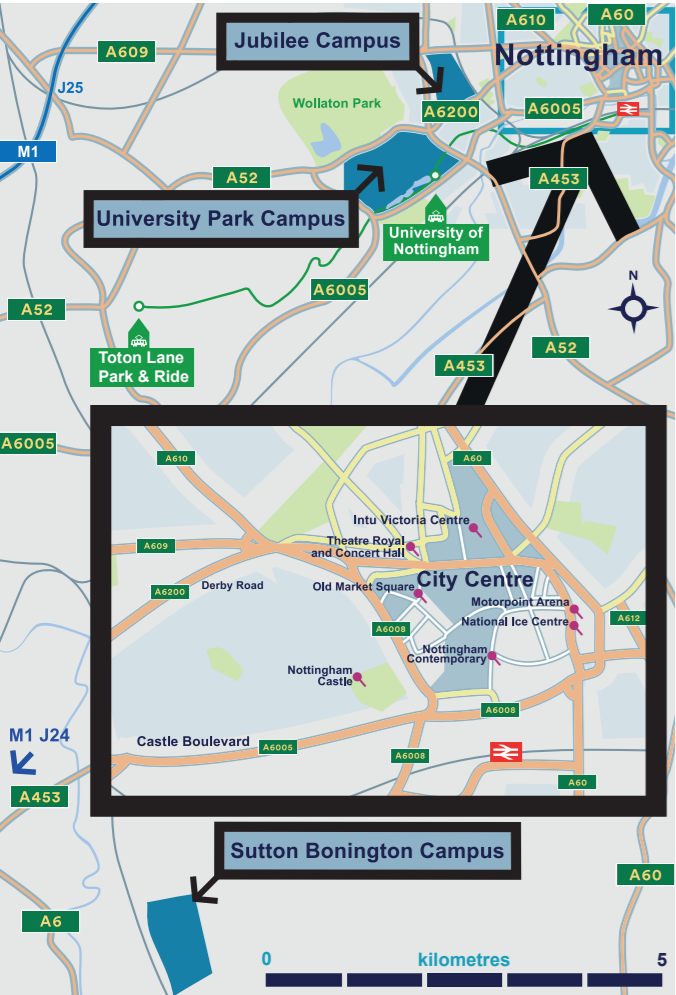 A610
A60
Jubilee Campus
A609
Nottingham
J25
Wollaton Park
A6200
A6005
M1
A52
A453
University Park Campus
University of
Nottingham
A6005
N
A52
A52
Toton Lane
Park & Ride
A453
A6005
A610
A60
Intu Victoria Centre
Theatre Royal
and Concert Hall
A609
City Centre
Derby Road
Old Market Square
A6200
Motorpoint Arena
National Ice Centre
A612
A6008
Nottingham
Contemporary
Nottingham
Castle
A6008
M1 J24
Castle Boulevard
A6005
A6008
A60
A453
Sutton Bonington Campus
A60
A6
0
kilometres
5